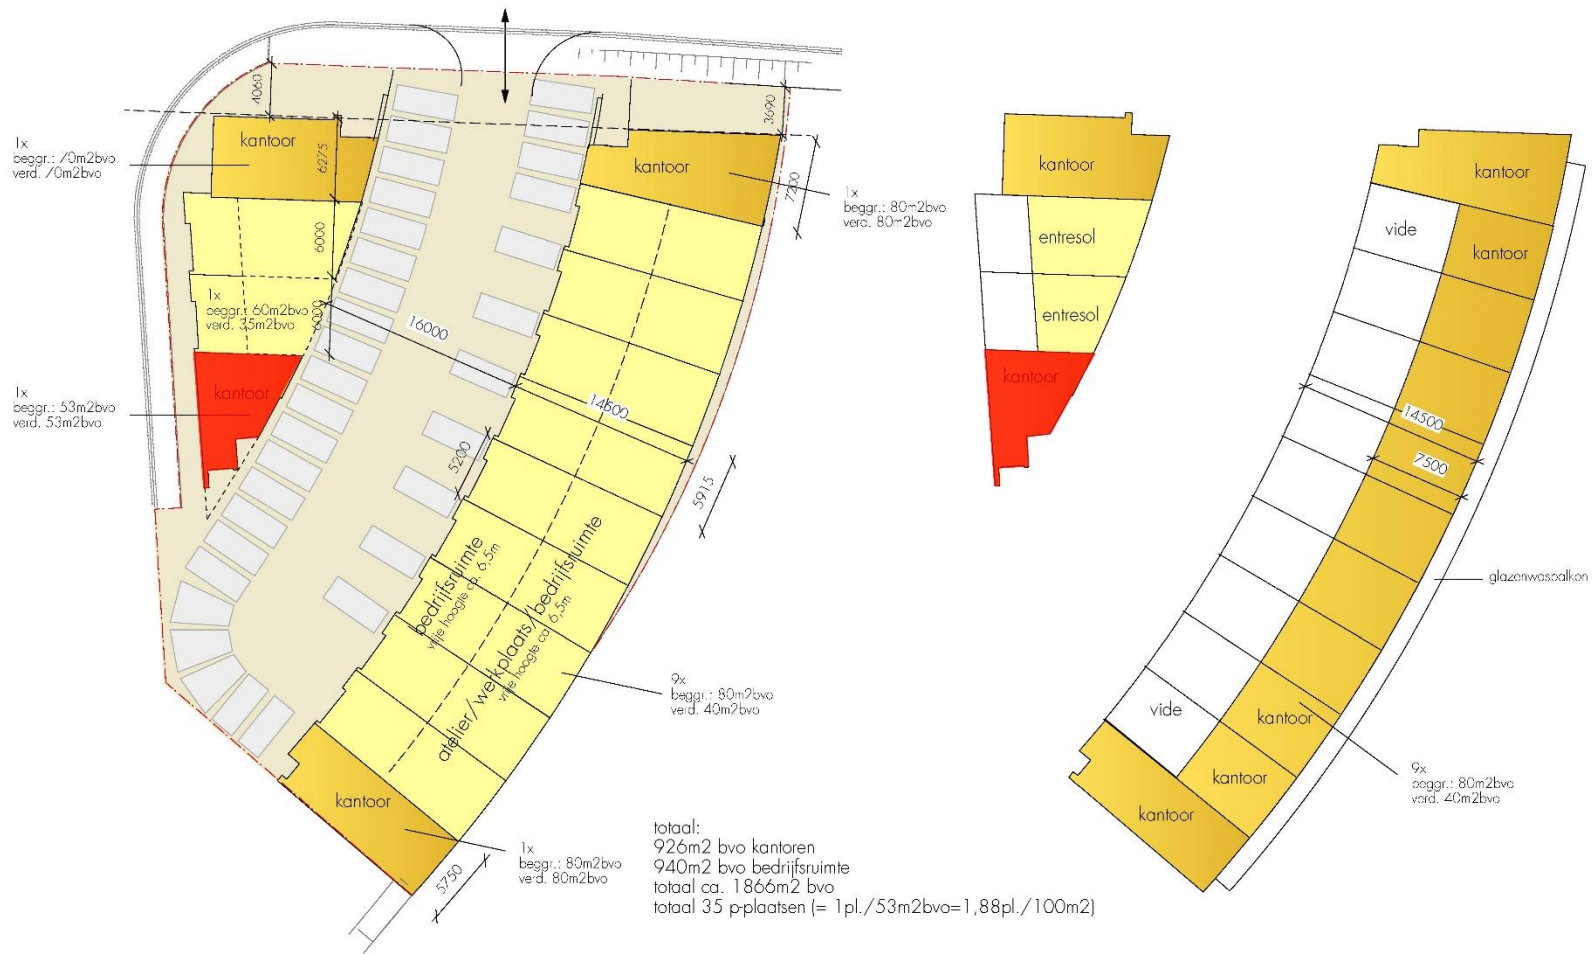 4060
kantoor
1x
beggr.: 70m2bvo
verd. 70m2bvo
6275
6000
1x
beggr.: 60m2bvo
verd. 35m2bvo
6000
kantoor
1x
beggr.: 53m2bvo
verd. 53m2bvo
16000
3690
kantoor
7200
1x
beggr.: 80m2bvo
verd. 80m2bvo
14500
5200
5915
bedrijfsruimte
vrije hoogte ca. 6,5m
atelier/werkplaats/bedrijfsruimte
vrije hoogte ca. 6,5m
9x
beggr.: 80m2bvo
verd. 40m2bvo
kantoor
1x
beggr.: 80m2bvo
verd. 80m2bvo
5750
totaal:
926m2 bvo kantoren
940m2 bvo bedrijfsruimte
totaal ca. 1866m2 bvo
totaal 35 p-plaatsen (= 1pl./53m2bvo=1,88pl./100m2)
kantoor
entresol
entresol
kantoor
kantoor
vide
kantoor
14500
7500
glazenwasbalkon
vide
kantoor
kantoor
kantoor
9x
beggr.: 80m2bvo
verd. 40m2bvo